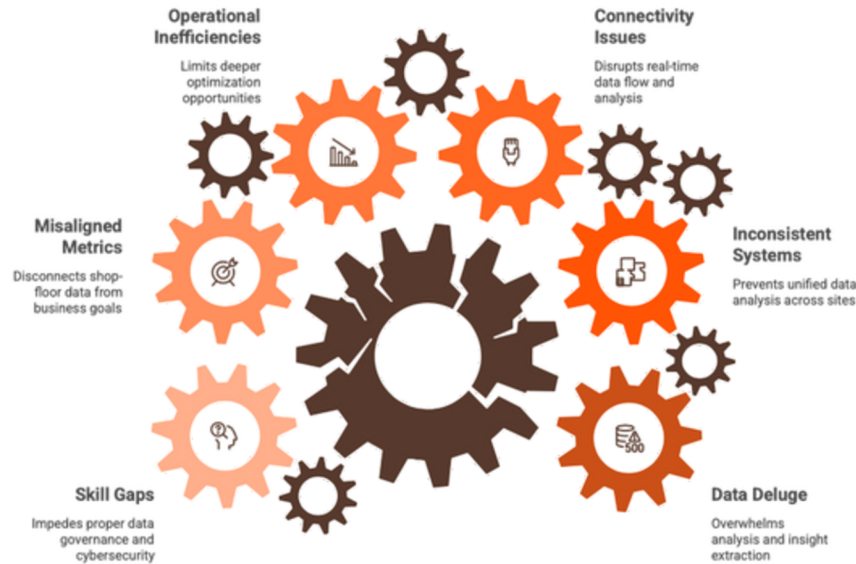 Operational
Inefficiencies
Limits deeper
optimization
opportunities
Connectivity
Issues
Disrupts real-time
data flow and
analysis
Misaligned
Metrics
Disconnects shop-
floor data from
business goals
Inconsistent
Systems
Prevents unified data
analysis across sites
Skill Gaps
Impedes proper data
governance and
cybersecurity
?
500
Data Deluge
Overwhelms
analysis and insight
extraction